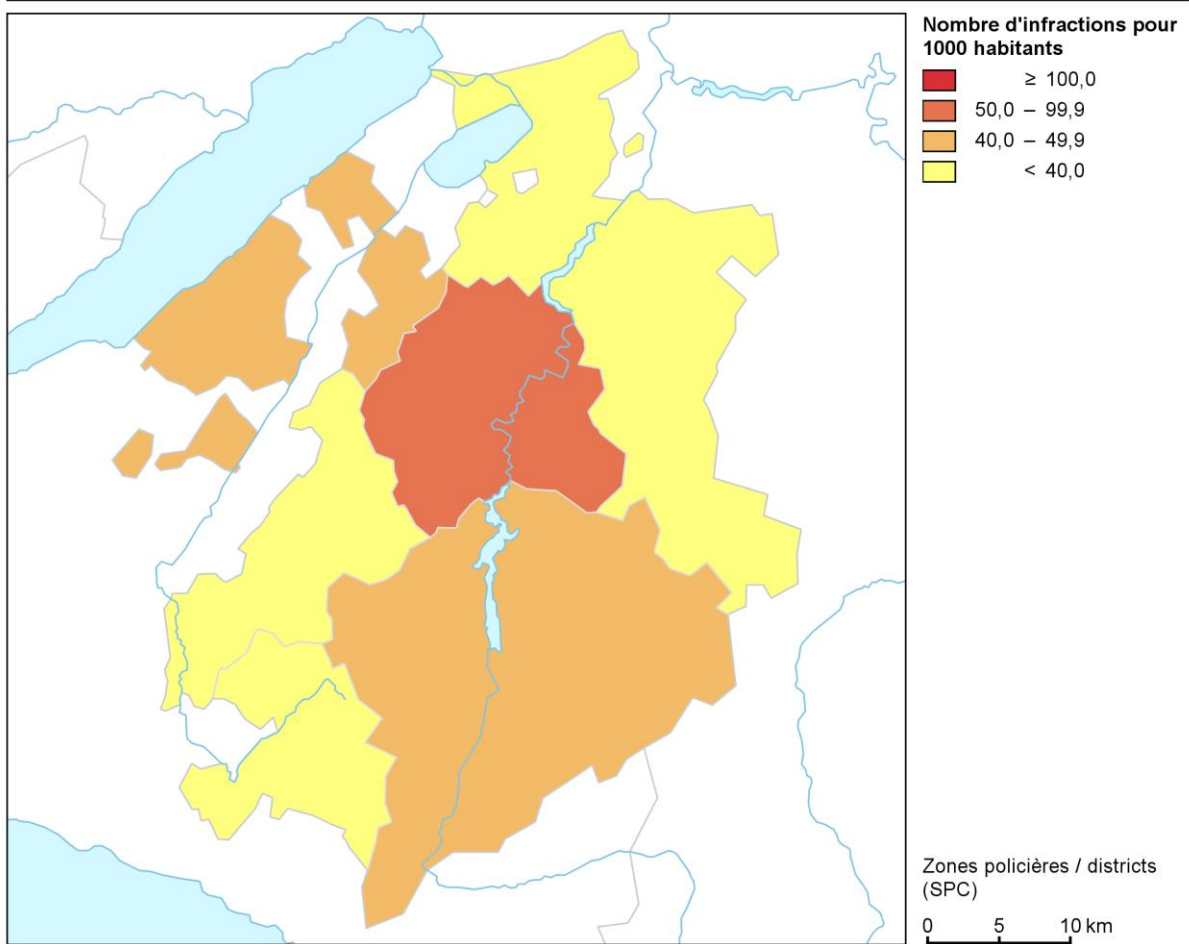 Nombre d'infractions pour
1000 habitants
≥ 100,0
50,0 – 99,9
40,0 – 49,9
< 40,0
Zones policières / districts
(SPC)
0 5 10 km